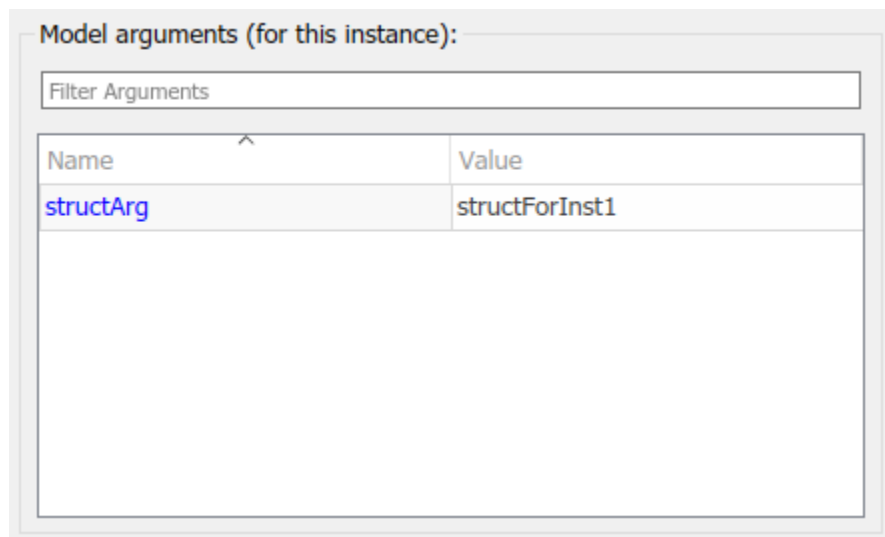 Model arguments (for this instance):
Filter Arguments
Name Value
structArg structForInst1